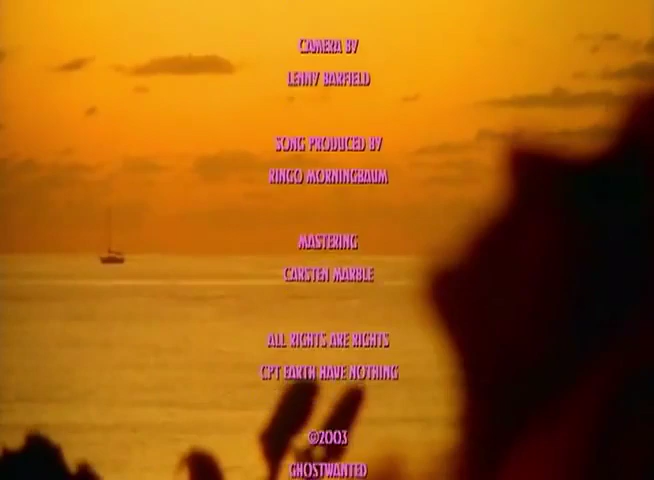 CAMERA BY
LENNY BARFIELD
SONG PRODUCED BY
RINGO MORNINGBAUM
MASTERING
CARSTEN MARBLE
ALL RIGHTS ARE RIGHTS
CPT EARTH HAVE NOTHING
©2003
GHOSTWANTED